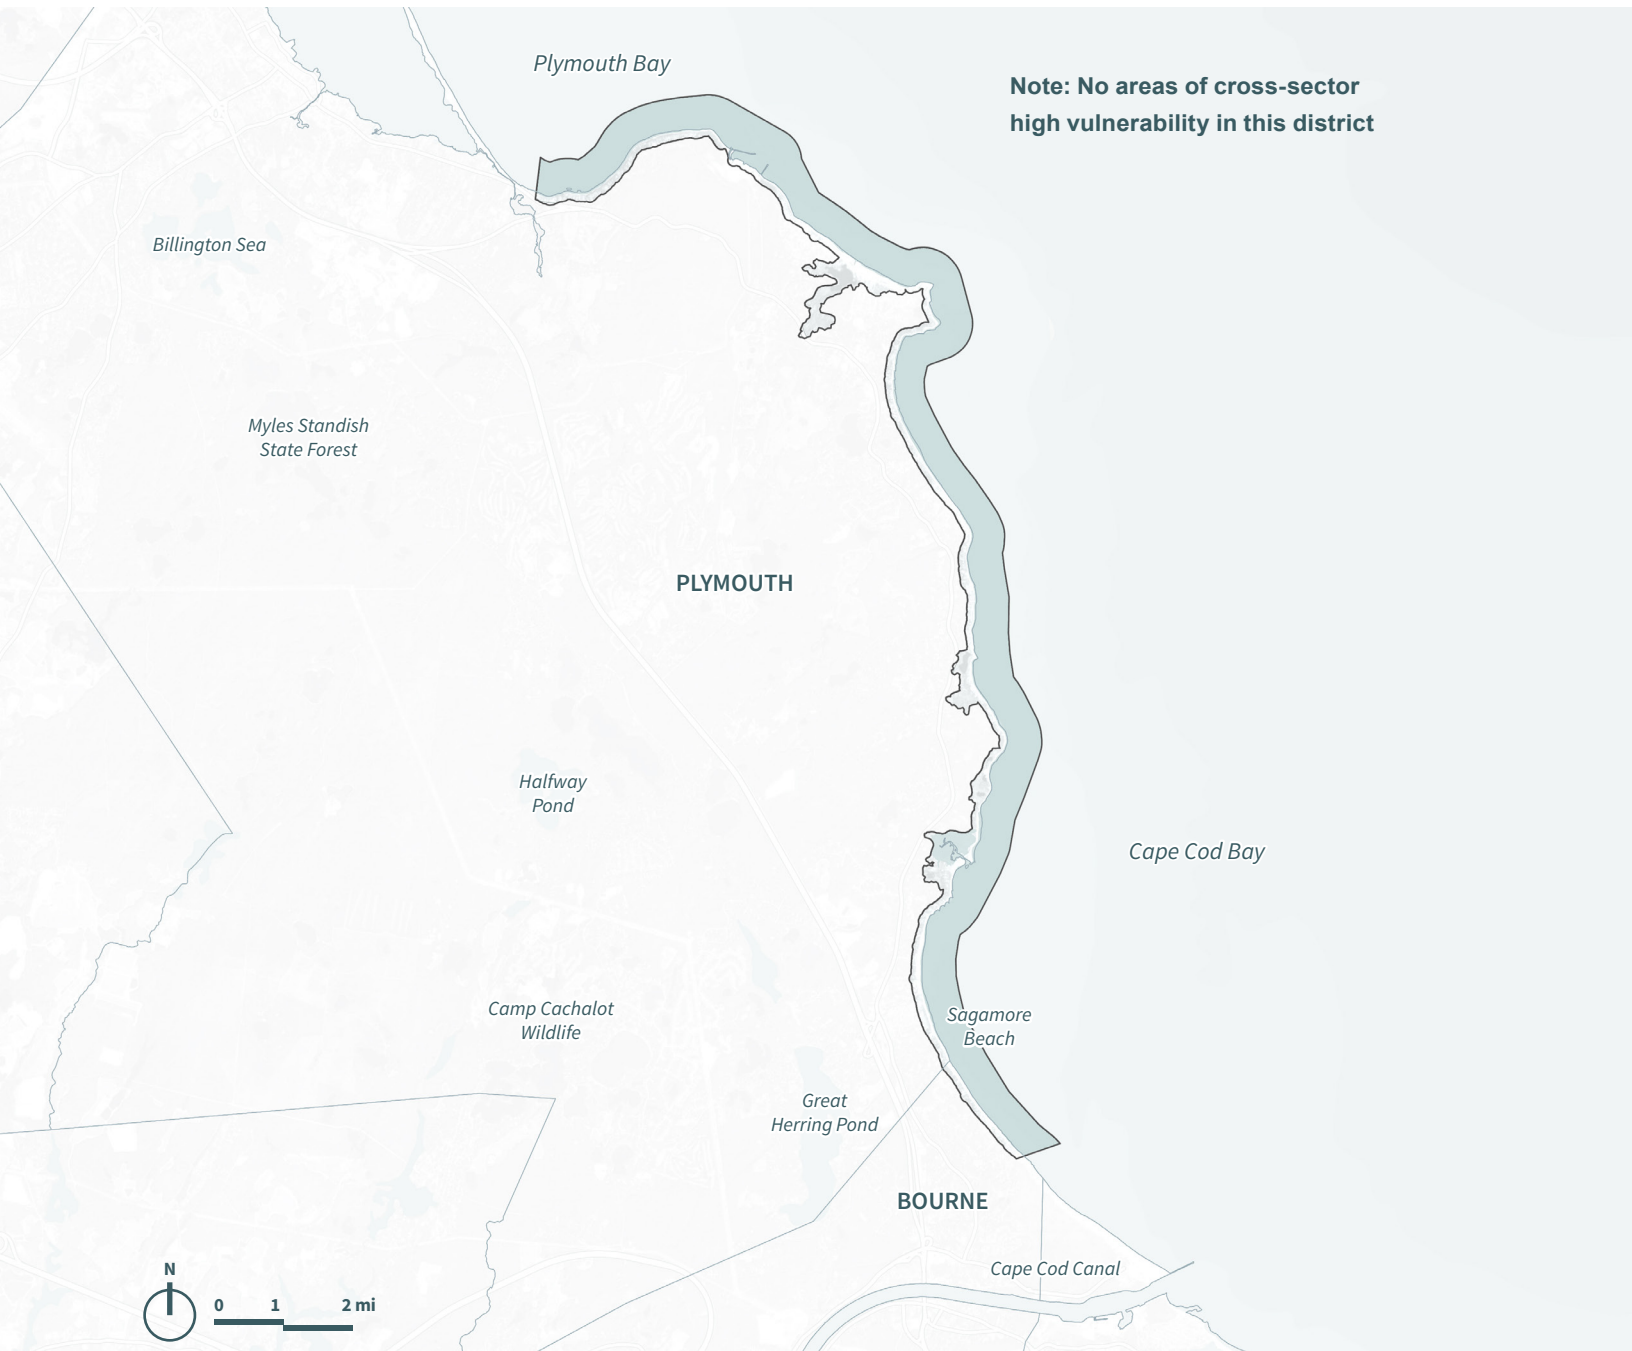 Plymouth Bay
Note: No areas of cross-sector
high vulnerability in this district
Billington Sea
Myles Standish
State Forest
PLYMOUTH
Halfway
Pond
Cape Cod Bay
Camp Cachalot
Wildlife
Sagamore
Beach
Great
Herring Pond
BOURNE
Cape Cod Canal
N
0 1 2 mi